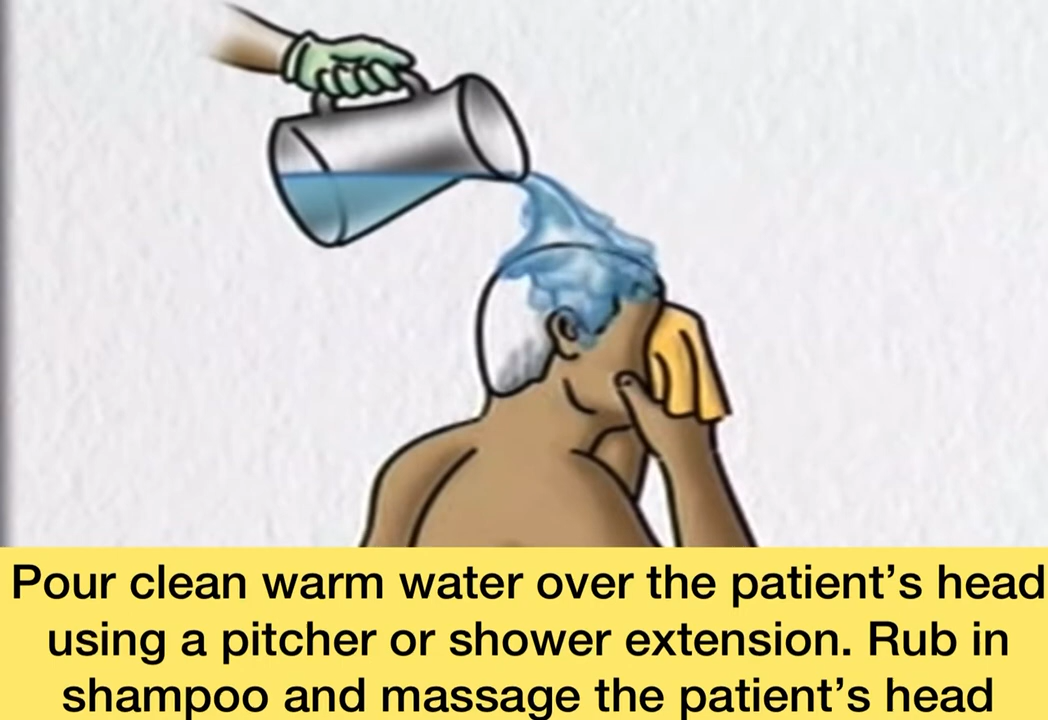 Pour clean warm water over the patient’s head
using a pitcher or shower extension. Rub in
shampoo and massage the patient’s head